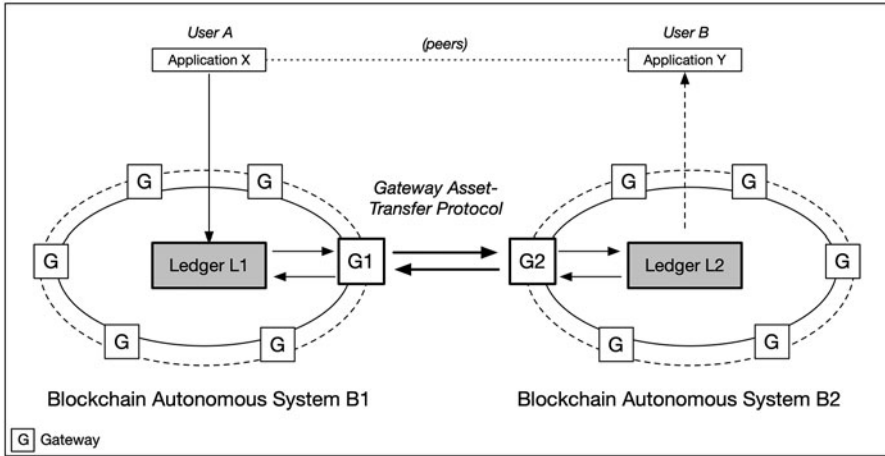 User A
User B
Application X
(peers)
Application Y
G
G
G
G
Gateway Asset-
Transfer Protocol
G
Ledger L1
G1
G2
Ledger L2
G
G
G
G
G
Blockchain Autonomous System B1
Blockchain Autonomous System B2
G Gateway